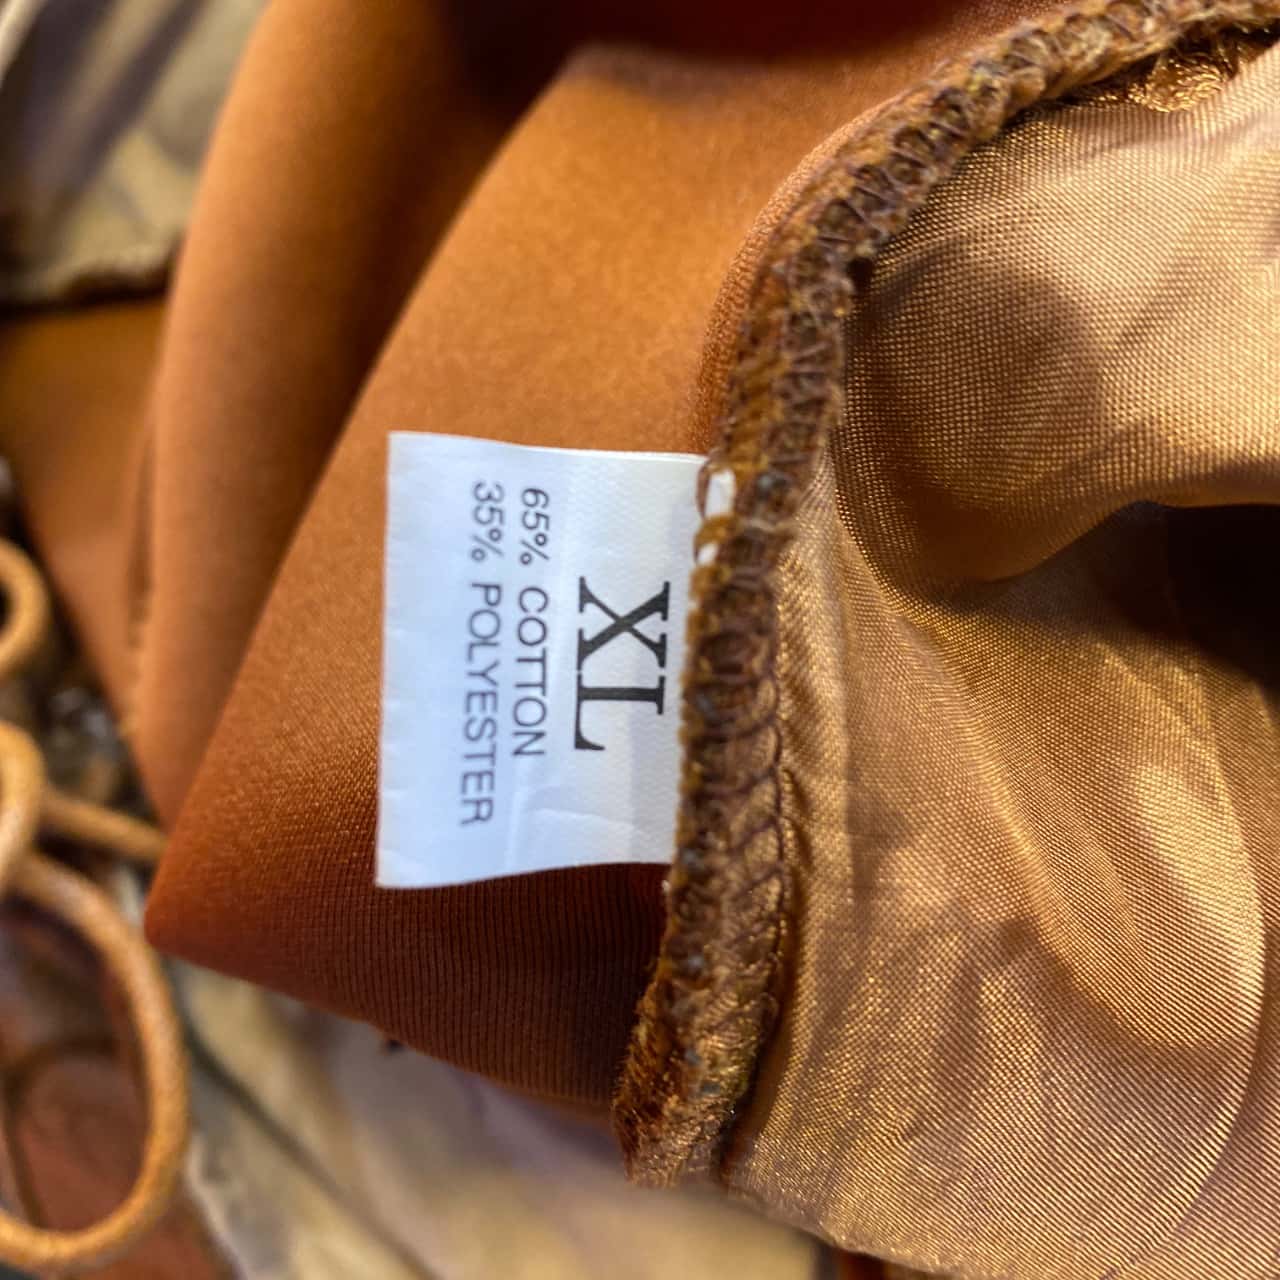 XL
65% COTTON
35% POLYESTER